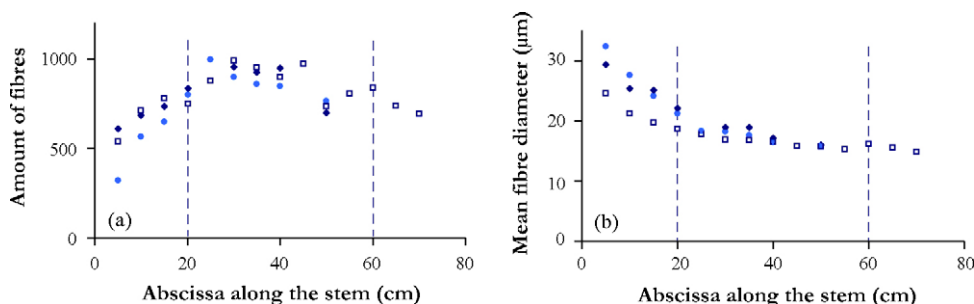 Amount of fibres
1000
500
0
(a)
0 20 40 60 80
Abscissa along the stem (cm)
Mean fibre diameter (µm)
30
20
10
0
(b)
0 20 40 60 80
Abscissa along the stem (cm)